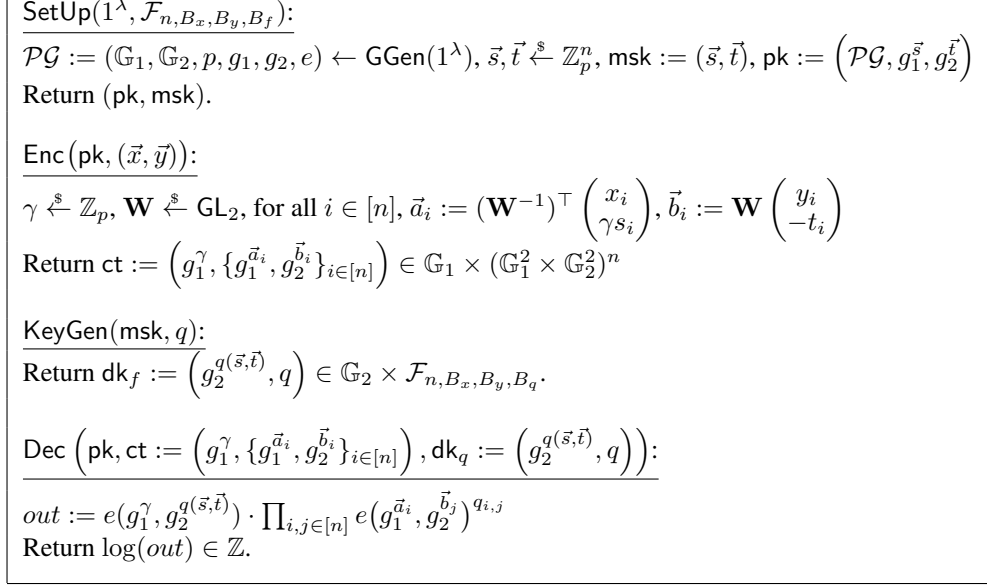 SetUp(1^λ, F_{n,B_x,B_y,B_f}):
PG := (G_1, G_2, p, g_1, g_2, e) ← GGen(1^λ), s⃗, t⃗ ←$ Z_p^n, msk := (s⃗, t⃗), pk := (PG, g_1^{s⃗}, g_2^{t⃗})
Return (pk, msk).
Enc(pk, (x⃗, y⃗)):
γ ←$ Z_p, W ←$ GL_2, for all i ∈ [n], a⃗_i := (W^{-1})^⊤ (x_i; γs_i), b⃗_i := W (y_i; −t_i)
Return ct := (g_1^γ, {g_1^{a⃗_i}, g_2^{b⃗_i}}_{i∈[n]}) ∈ G_1 × (G_1^2 × G_2^2)^n
KeyGen(msk, q):
Return dk_f := (g_2^{q(s⃗,t⃗)}, q) ∈ G_2 × F_{n,B_x,B_y,B_q}.
Dec (pk, ct := (g_1^γ, {g_1^{a⃗_i}, g_2^{b⃗_i}}_{i∈[n]}), dk_q := (g_2^{q(s⃗,t⃗)}, q)):
out := e(g_1^γ, g_2^{q(s⃗,t⃗)}) · ∏_{i,j∈[n]} e(g_1^{a⃗_i}, g_2^{b⃗_j})^{q_{i,j}}
Return log(out) ∈ Z.